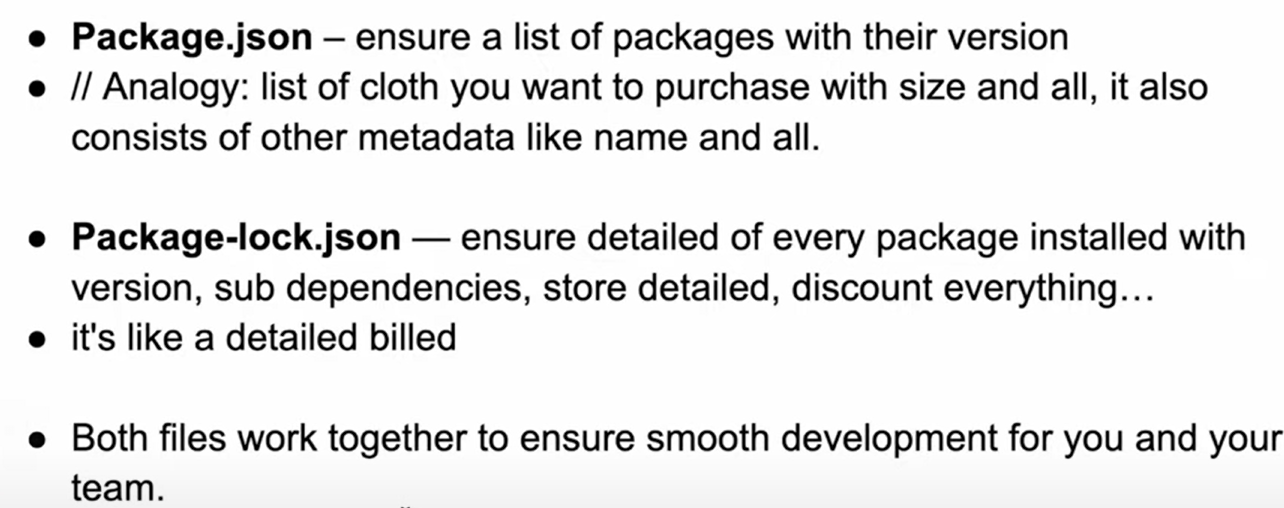 ● Package.json – ensure a list of packages with their version
● // Analogy: list of cloth you want to purchase with size and all, it also
consists of other metadata like name and all.
● Package-lock.json — ensure detailed of every package installed with
version, sub dependencies, store detailed, discount everything…
● it's like a detailed billed
● Both files work together to ensure smooth development for you and your
team.